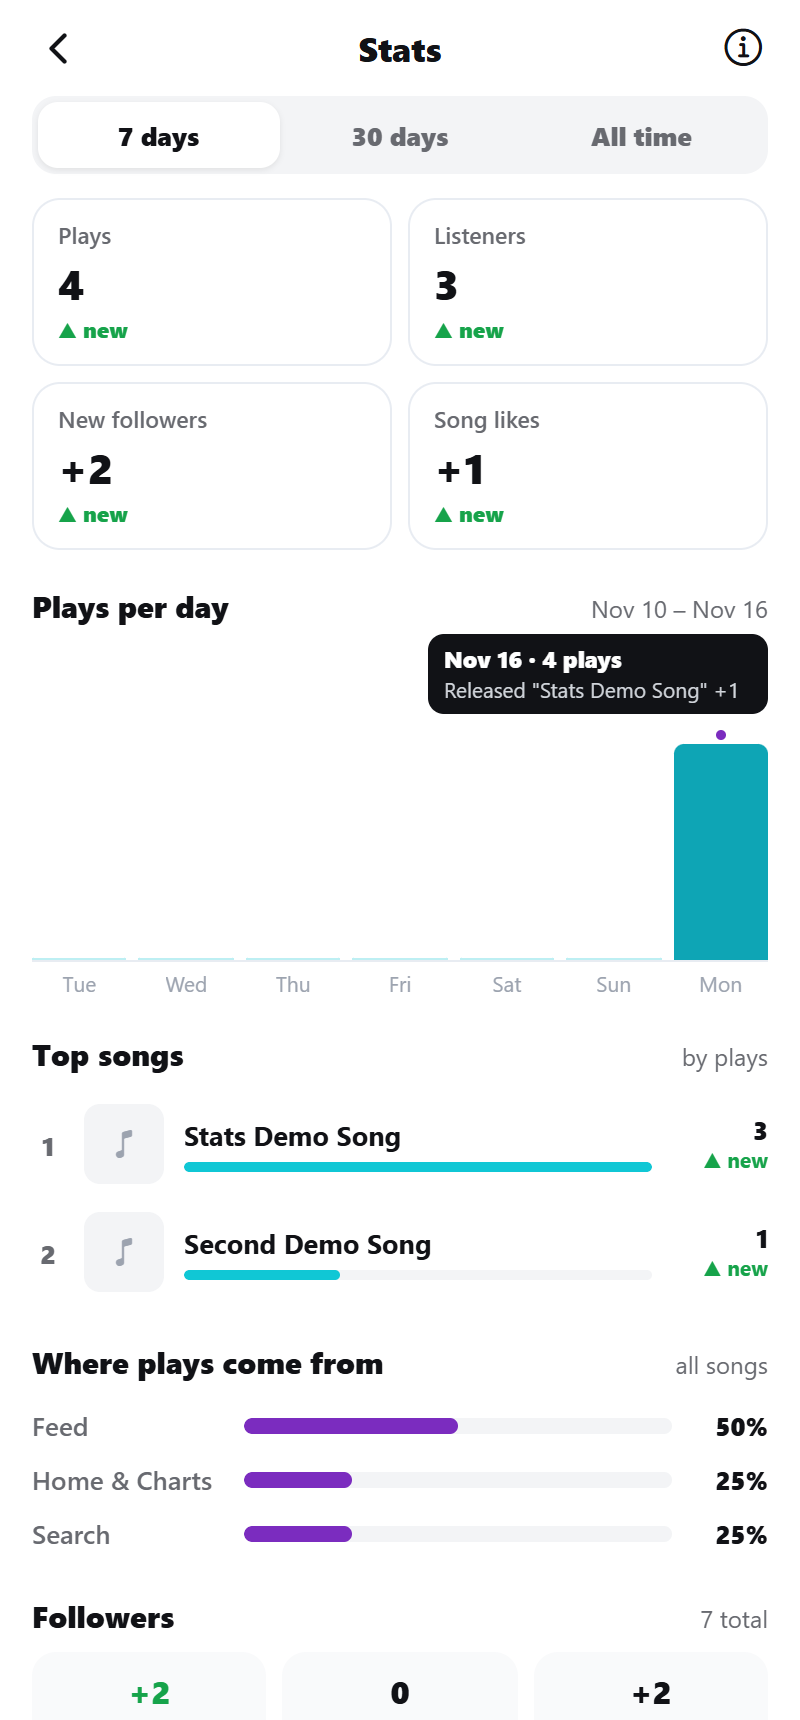 Stats
7 days
30 days
All time
Plays
4
▲ new
Listeners
3
▲ new
New followers
+2
▲ new
Song likes
+1
▲ new
Plays per day
Nov 10 – Nov 16
Nov 16 · 4 plays
Released "Stats Demo Song" +1
Tue Wed Thu Fri Sat Sun Mon
Top songs
by plays
1
Stats Demo Song
3
▲ new
2
Second Demo Song
1
▲ new
Where plays come from
all songs
Feed
50%
Home & Charts
25%
Search
25%
Followers
7 total
+2
0
+2